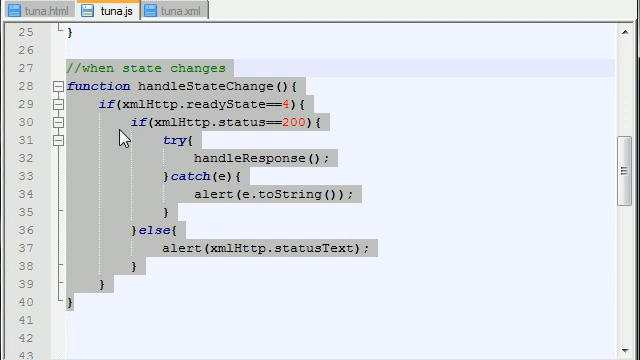 tuna.html tuna.js tuna.xml
25 }
26
27 //when state changes
28 function handleStateChange(){
29 if(xmlHttp.readyState==4){
30 if(xmlHttp.status==200){
31 try{
32 handleResponse();
33 }catch(e){
34 alert(e.toString());
35 }
36 }else{
37 alert(xmlHttp.statusText);
38 }
39 }
40 }
41
42
43